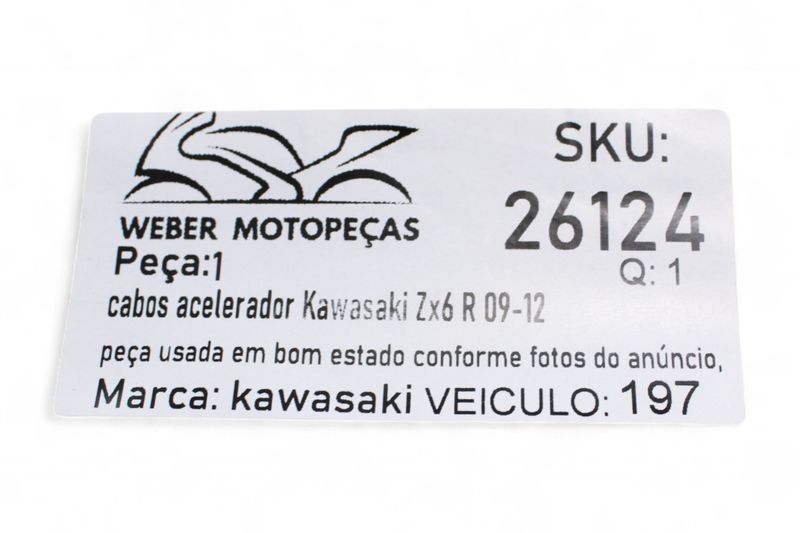 WEBER MOTOPEÇAS
SKU:
26124
Q: 1
Peça:1
cabos acelerador Kawasaki Zx6 R 09-12
peça usada em bom estado conforme fotos do anúncio,
Marca: kawasaki VEICULO: 197